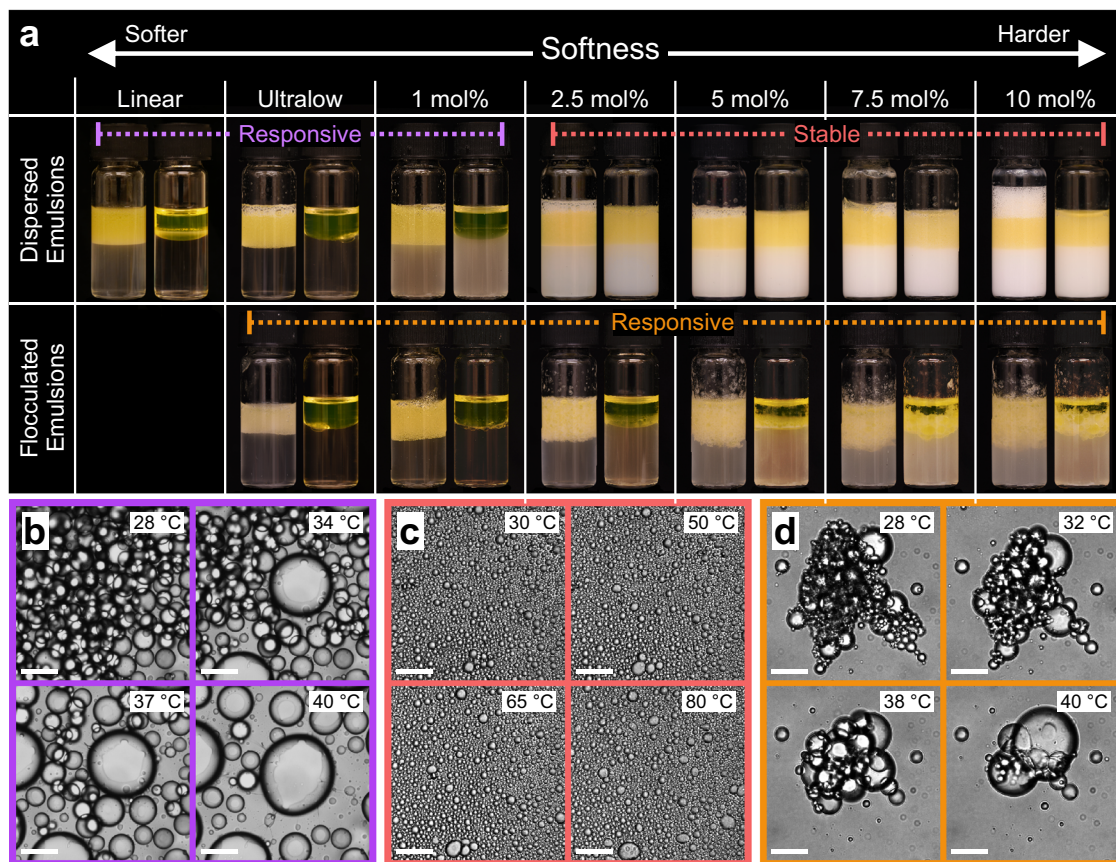 a
Softer
Softness
Harder
Linear
Ultralow
1 mol%
2.5 mol%
5 mol%
7.5 mol%
10 mol%
Dispersed
Emulsions
Responsive
Stable
Flocculated
Emulsions
Responsive
b
28 °C
34 °C
37 °C
40 °C
c
30 °C
50 °C
65 °C
80 °C
d
28 °C
32 °C
38 °C
40 °C